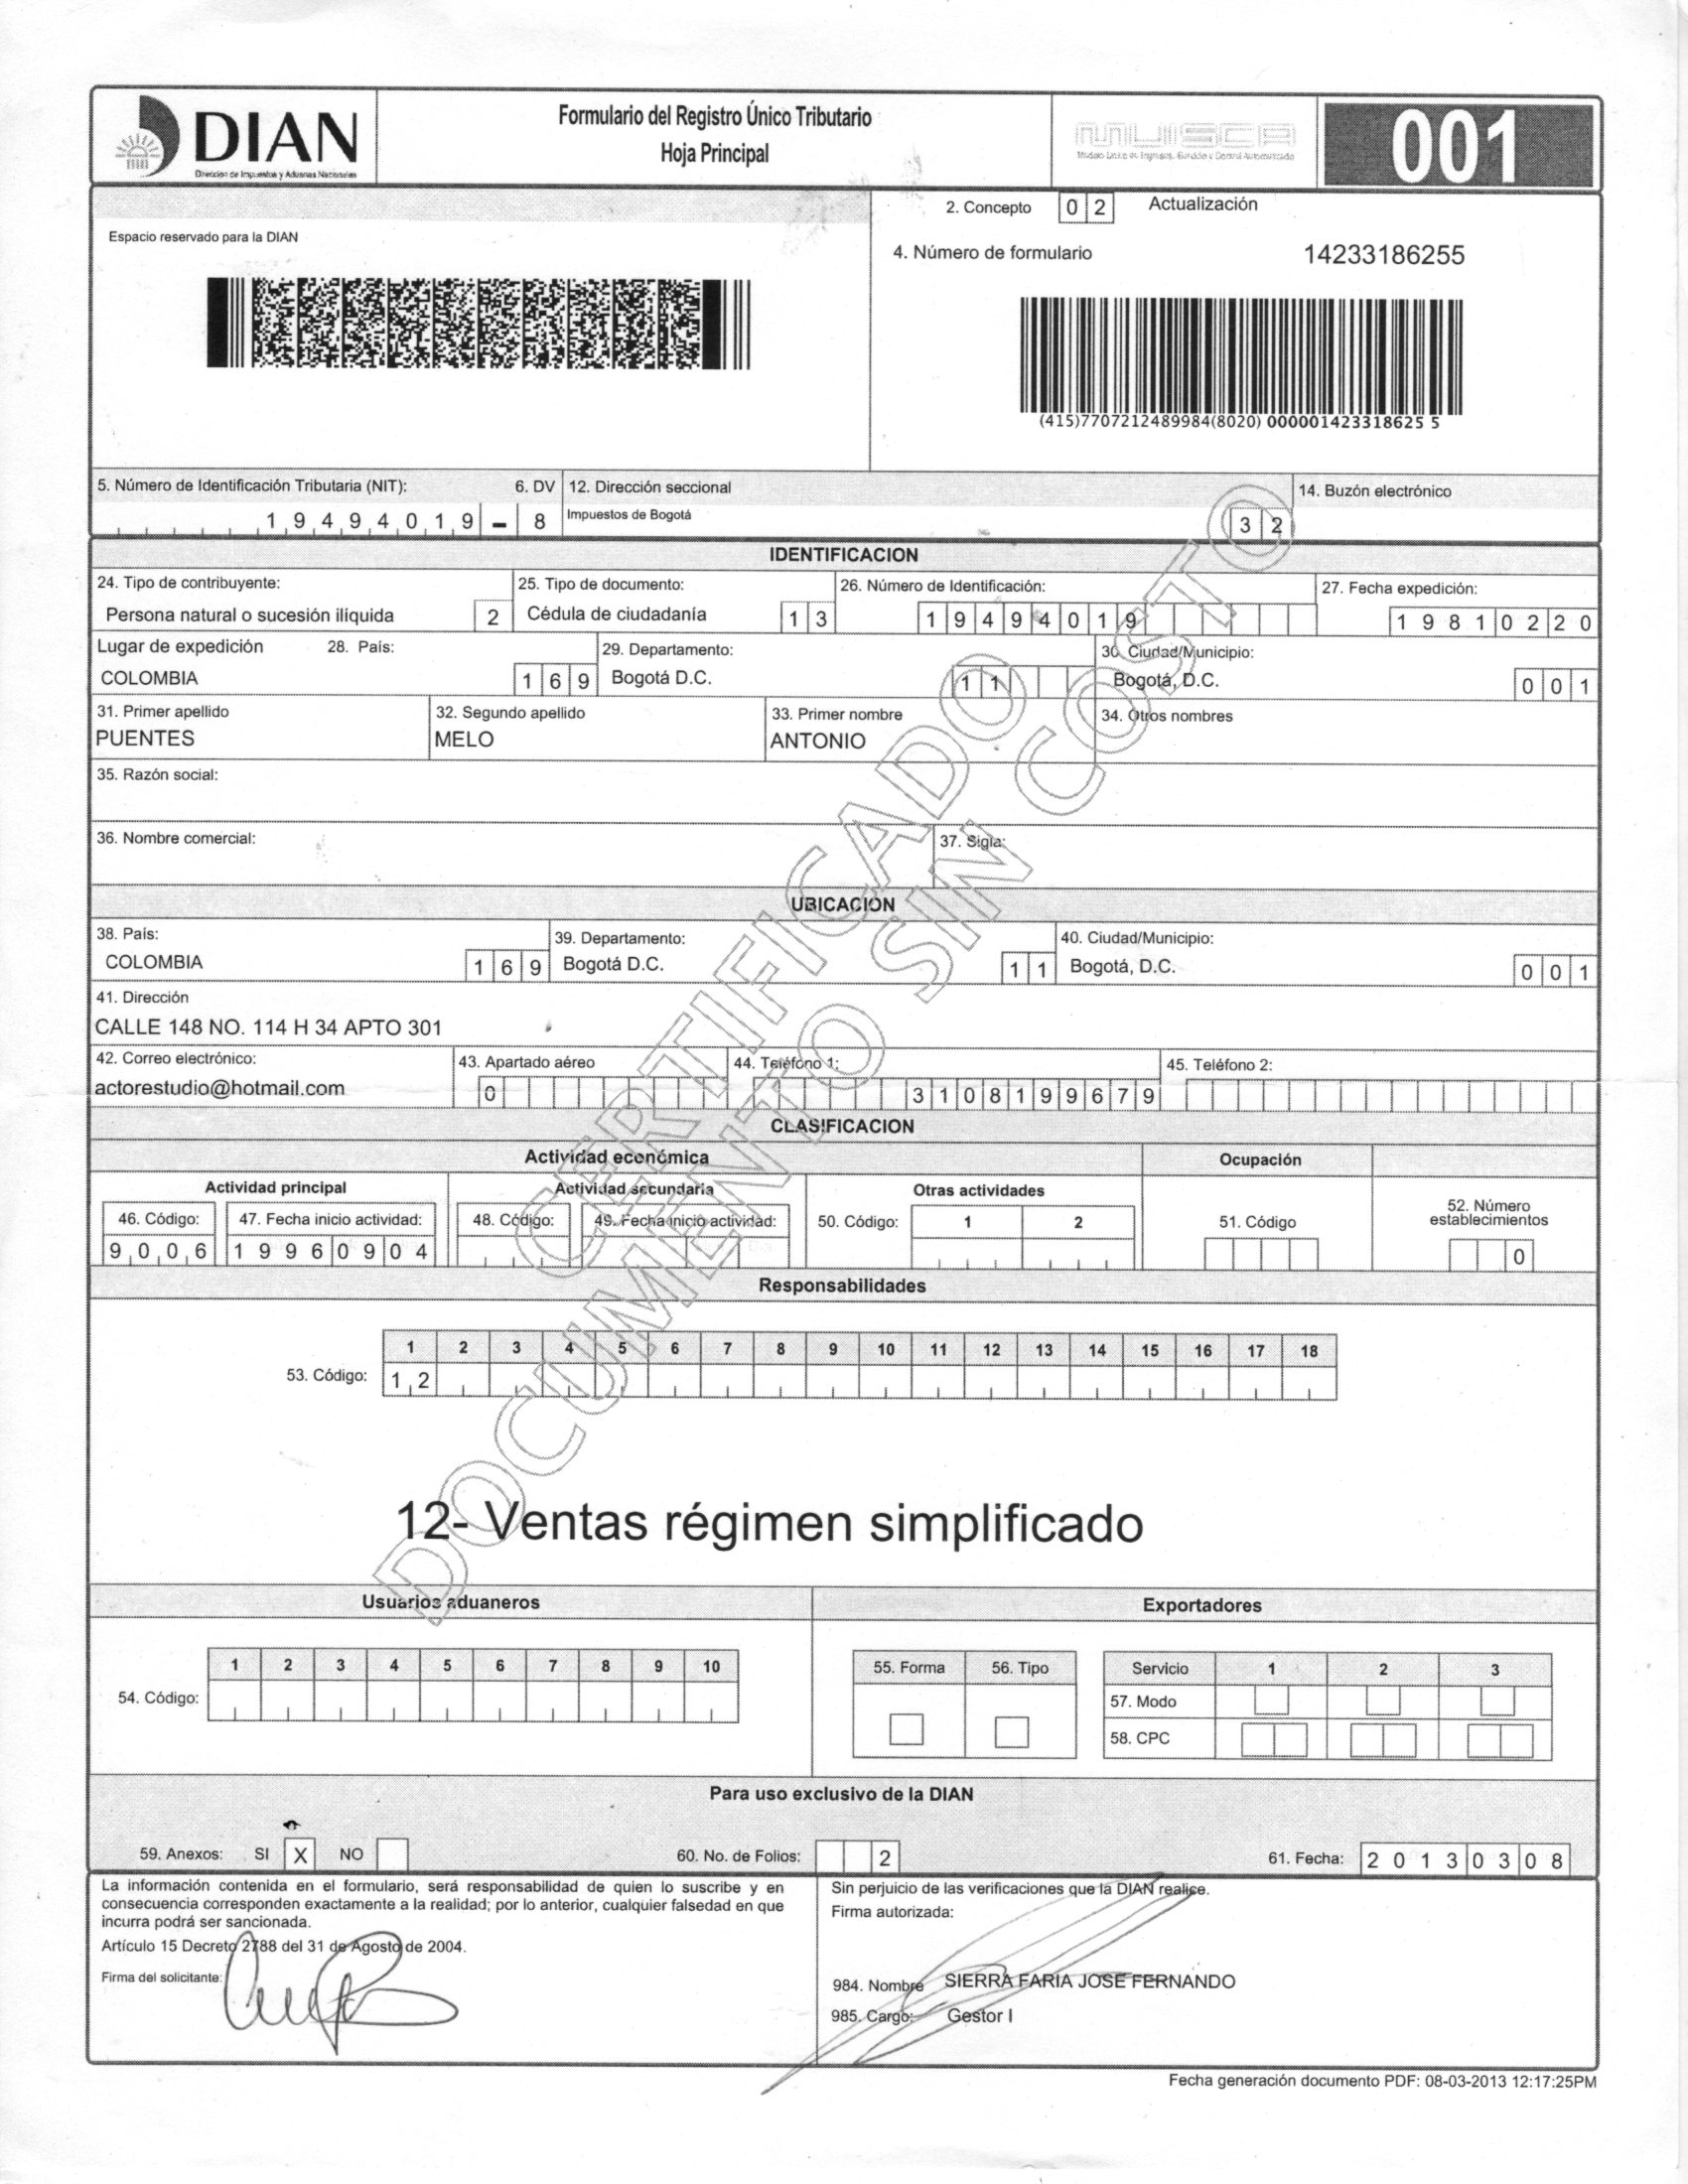 DIAN
Dirección de Impuestos y Aduanas Nacionales
Formulario del Registro Único Tributario
Hoja Principal
MUISCA
Modelo Único de Ingresos, Servicio y Control Automatizado
001
2. Concepto 0 2 Actualización
Espacio reservado para la DIAN
4. Número de formulario 14233186255
(415)7707212489984(8020) 000001423318625 5
5. Número de Identificación Tributaria (NIT): 6. DV 12. Dirección seccional 14. Buzón electrónico
1 9 4 9 4 0 1 9 - 8 Impuestos de Bogotá 3 2
IDENTIFICACION
24. Tipo de contribuyente: 25. Tipo de documento: 26. Número de Identificación: 27. Fecha expedición:
Persona natural o sucesión ilíquida 2 Cédula de ciudadanía 1 3 1 9 4 9 4 0 1 9 1 9 8 1 0 2 2 0
Lugar de expedición 28. País: 29. Departamento: 30. Ciudad/Municipio:
COLOMBIA 1 6 9 Bogotá D.C. 1 1 Bogotá, D.C. 0 0 1
31. Primer apellido 32. Segundo apellido 33. Primer nombre 34. Otros nombres
PUENTES MELO ANTONIO
35. Razón social:
36. Nombre comercial: 37. Sigla:
UBICACION
38. País: 39. Departamento: 40. Ciudad/Municipio:
COLOMBIA 1 6 9 Bogotá D.C. 1 1 Bogotá, D.C. 0 0 1
41. Dirección
CALLE 148 NO. 114 H 34 APTO 301
42. Correo electrónico: 43. Apartado aéreo 44. Teléfono 1: 45. Teléfono 2:
actorestudio@hotmail.com 0 3 1 0 8 1 9 9 6 7 9
CLASIFICACION
Actividad económica Ocupación
Actividad principal Actividad secundaria Otras actividades
46. Código: 47. Fecha inicio actividad: 48. Código: 49. Fecha inicio actividad: 50. Código: 1 2 51. Código 52. Número establecimientos
9 0 0 6 1 9 9 6 0 9 0 4 0
Responsabilidades
1 2 3 4 5 6 7 8 9 10 11 12 13 14 15 16 17 18
53. Código: 1 2
12- Ventas régimen simplificado
CERTIFICADO
DOCUMENTO SIN COSTO
Usuarios aduaneros Exportadores
1 2 3 4 5 6 7 8 9 10
54. Código:
55. Forma 56. Tipo Servicio 1 2 3
57. Modo
58. CPC
Para uso exclusivo de la DIAN
59. Anexos: SI X NO 60. No. de Folios: 2 61. Fecha: 2 0 1 3 0 3 0 8
La información contenida en el formulario, será responsabilidad de quien lo suscribe y en
consecuencia corresponden exactamente a la realidad; por lo anterior, cualquier falsedad en que
incurra podrá ser sancionada.
Artículo 15 Decreto 2788 del 31 de Agosto de 2004.
Firma del solicitante:
Sin perjuicio de las verificaciones que la DIAN realice.
Firma autorizada:
984. Nombre SIERRA FARIA JOSE FERNANDO
985. Cargo: Gestor I
Fecha generación documento PDF: 08-03-2013 12:17:25PM